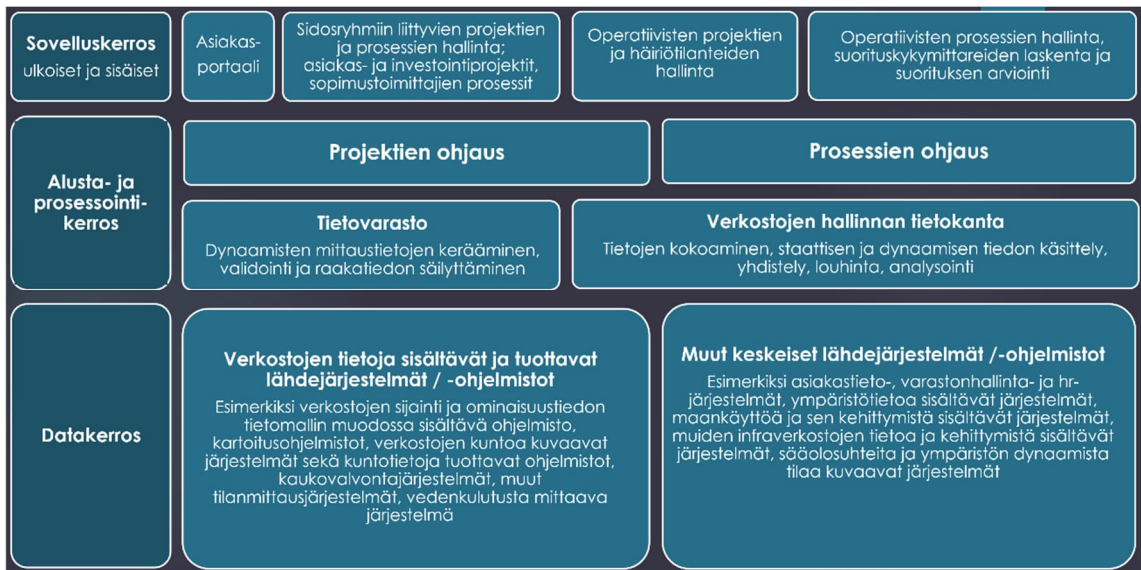 Sovelluskerros
ulkoiset ja sisäiset
Asiakas-
portaali
Sidosryhmiin liittyvien projektien
ja prosessien hallinta;
asiakas- ja investointiprojektit,
sopimustoimittajien prosessit
Operatiivisten projektien
ja häiriötilanteiden
hallinta
Operatiivisten prosessien hallinta,
suorituskykymittareiden laskenta ja
suorituksen arviointi
Alusta- ja
prosessointi-
kerros
Projektien ohjaus
Prosessien ohjaus
Tietovarasto
Dynaamisten mittaustietojen kerääminen,
validointi ja raakatiedon säilyttäminen
Verkostojen hallinnan tietokanta
Tietojen kokoaminen, staattisen ja dynaamisen tiedon käsittely,
yhdistely, louhinta, analysointi
Datakerros
Verkostojen tietoja sisältävät ja tuottavat
lähdejärjestelmät / -ohjelmistot
Esimerkiksi verkostojen sijainti ja ominaisuustiedon
tietomallin muodossa sisältävä ohjelmisto,
kartoitusohjelmistot, verkostojen kuntoa kuvaavat
järjestelmät sekä kuntotietoja tuottavat ohjelmistot,
kaukovalvontajärjestelmät, muut
tilanmittausjärjestelmät, vedenkulutusta mittaava
järjestelmä
Muut keskeiset lähdejärjestelmät /-ohjelmistot
Esimerkiksi asiakastieto-, varastonhallinta- ja hr-
järjestelmät, ympäristötietoa sisältävät järjestelmät,
maankäyttöä ja sen kehittymistä sisältävät järjestelmät,
muiden infraverkostojen tietoa ja kehittymistä sisältävät
järjestelmät, sääolosuhteita ja ympäristön dynaamista
tilaa kuvaavat järjestelmät